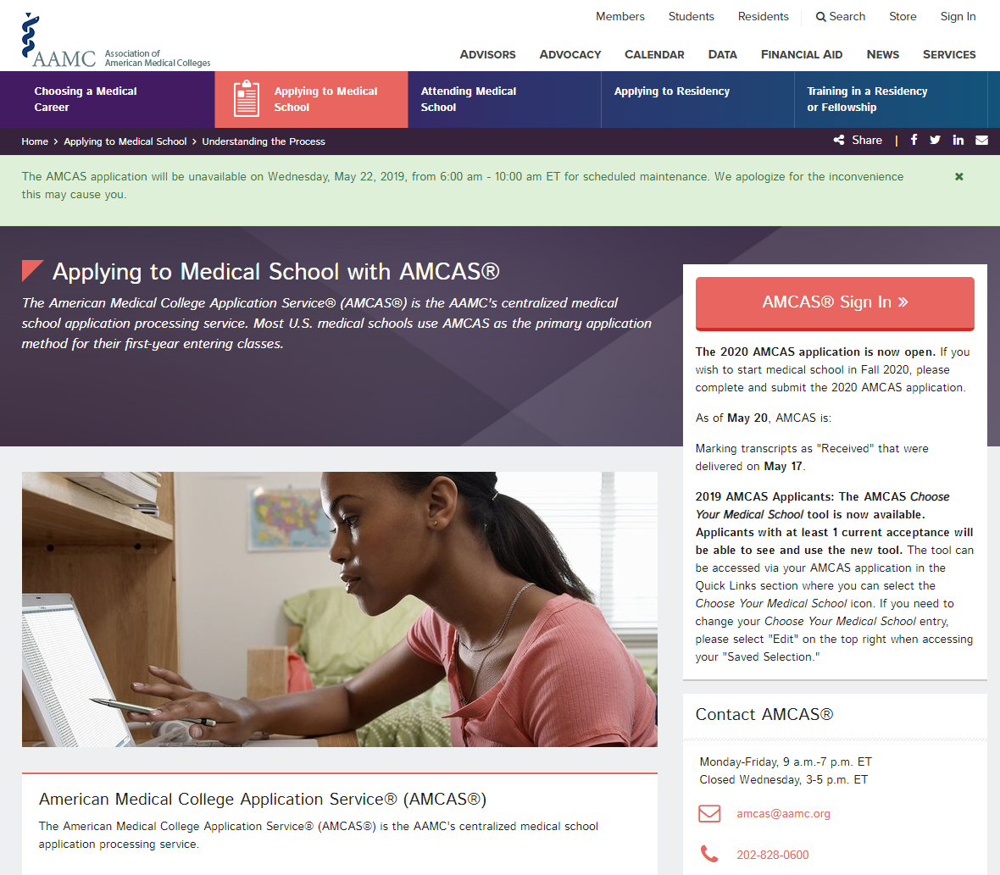 Members Students Residents Search Store Sign In
AAMC
Association of
American Medical Colleges
ADVISORS ADVOCACY CALENDAR DATA FINANCIAL AID NEWS SERVICES
Choosing a Medical
Career
Applying to Medical
School
Attending Medical
School
Applying to Residency
Training in a Residency
or Fellowship
Home > Applying to Medical School > Understanding the Process
Share |
The AMCAS application will be unavailable on Wednesday, May 22, 2019, from 6:00 am - 10:00 am ET for scheduled maintenance. We apologize for the inconvenience
this may cause you.
Applying to Medical School with AMCAS®
The American Medical College Application Service® (AMCAS®) is the AAMC's centralized medical
school application processing service. Most U.S. medical schools use AMCAS as the primary application
method for their first-year entering classes.
AMCAS® Sign In »
The 2020 AMCAS application is now open. If you
wish to start medical school in Fall 2020, please
complete and submit the 2020 AMCAS application.
As of May 20, AMCAS is:
Marking transcripts as "Received" that were
delivered on May 17.
2019 AMCAS Applicants: The AMCAS Choose
Your Medical School tool is now available.
Applicants with at least 1 current acceptance will
be able to see and use the new tool. The tool can
be accessed via your AMCAS application in the
Quick Links section where you can select the
Choose Your Medical School icon. If you need to
change your Choose Your Medical School entry,
please select "Edit" on the top right when accessing
your "Saved Selection."
American Medical College Application Service® (AMCAS®)
The American Medical College Application Service® (AMCAS®) is the AAMC's centralized medical school
application processing service.
Contact AMCAS®
Monday-Friday, 9 a.m.-7 p.m. ET
Closed Wednesday, 3-5 p.m. ET
amcas@aamc.org
202-828-0600